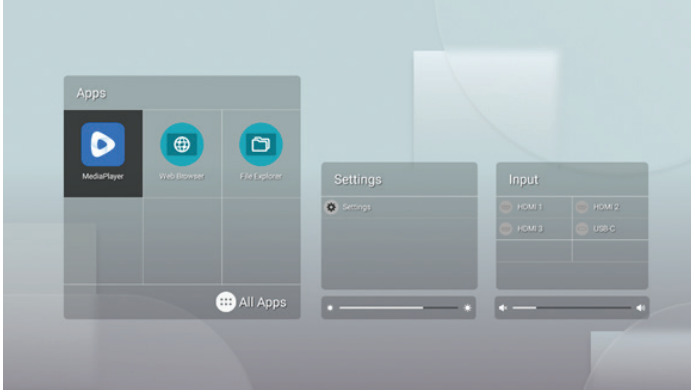 Apps
MediaPlayer
Web Browser
File Explorer
All Apps
Settings
Settings
Input
HDMI 1
HDMI 2
HDMI 3
USB-C